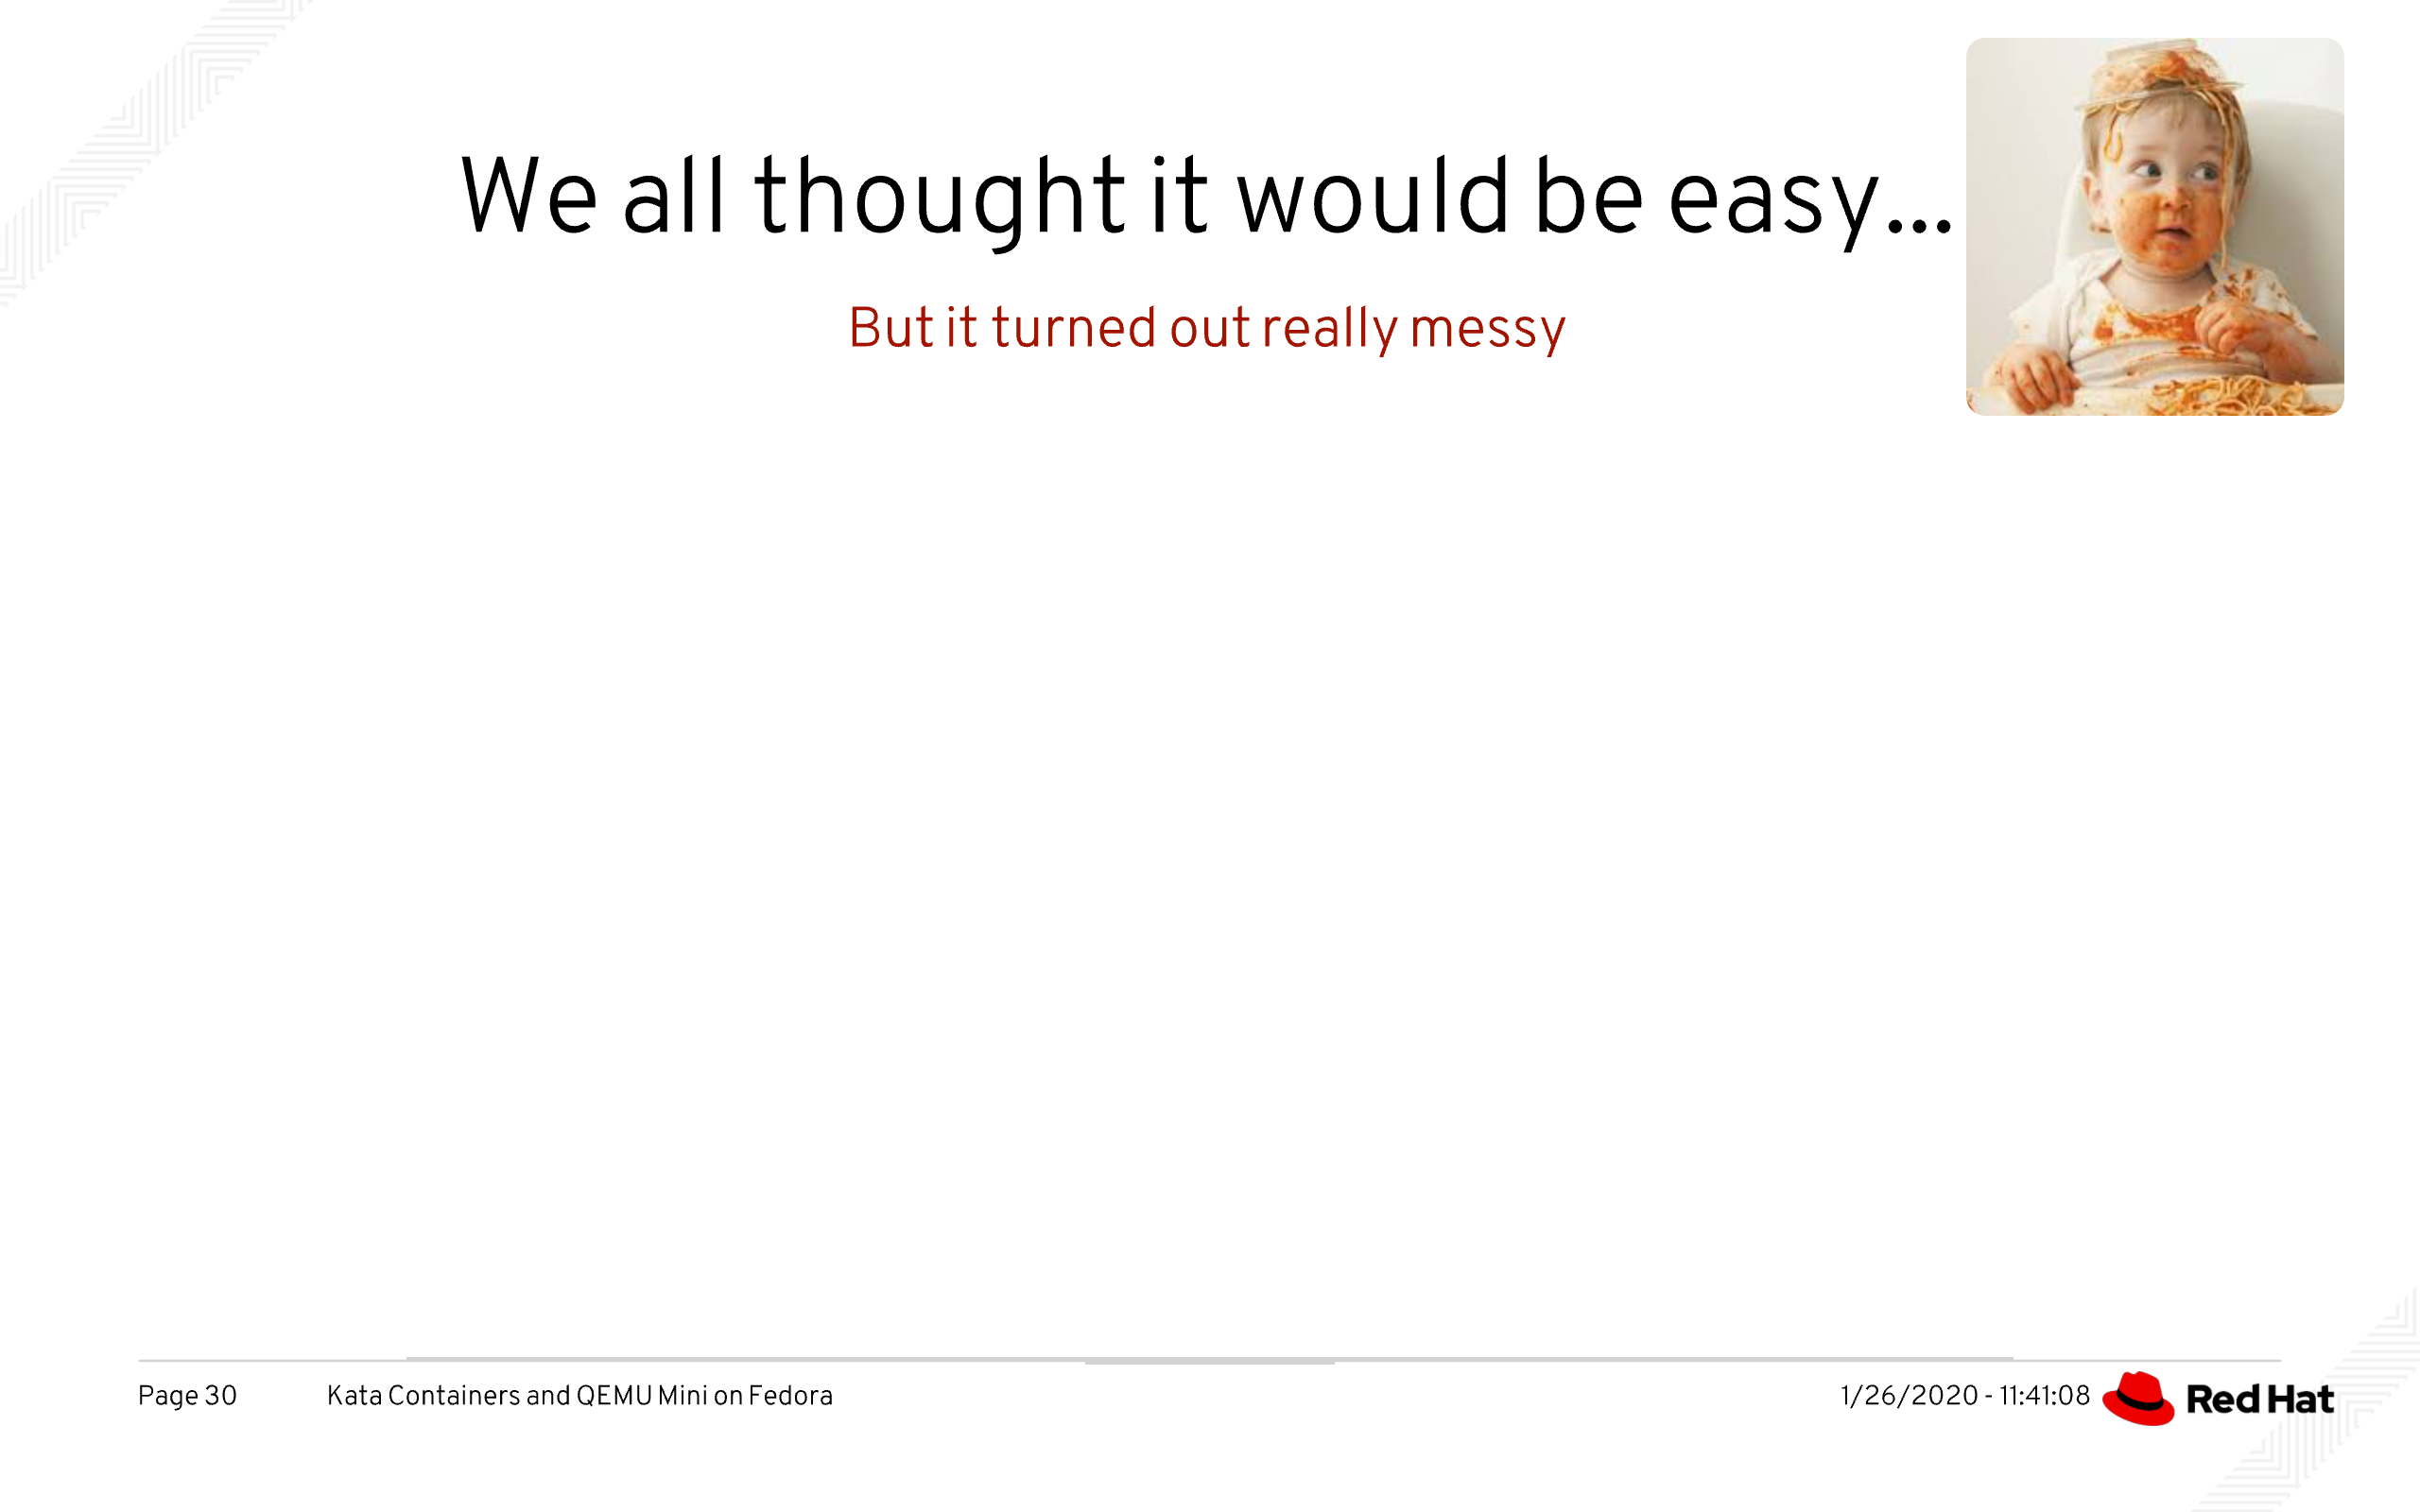 We all thought it would be easy...
But it turned out really messy
Page 30 Kata Containers and QEMU Mini on Fedora 1/26/2020 - 11:41:08 Red Hat